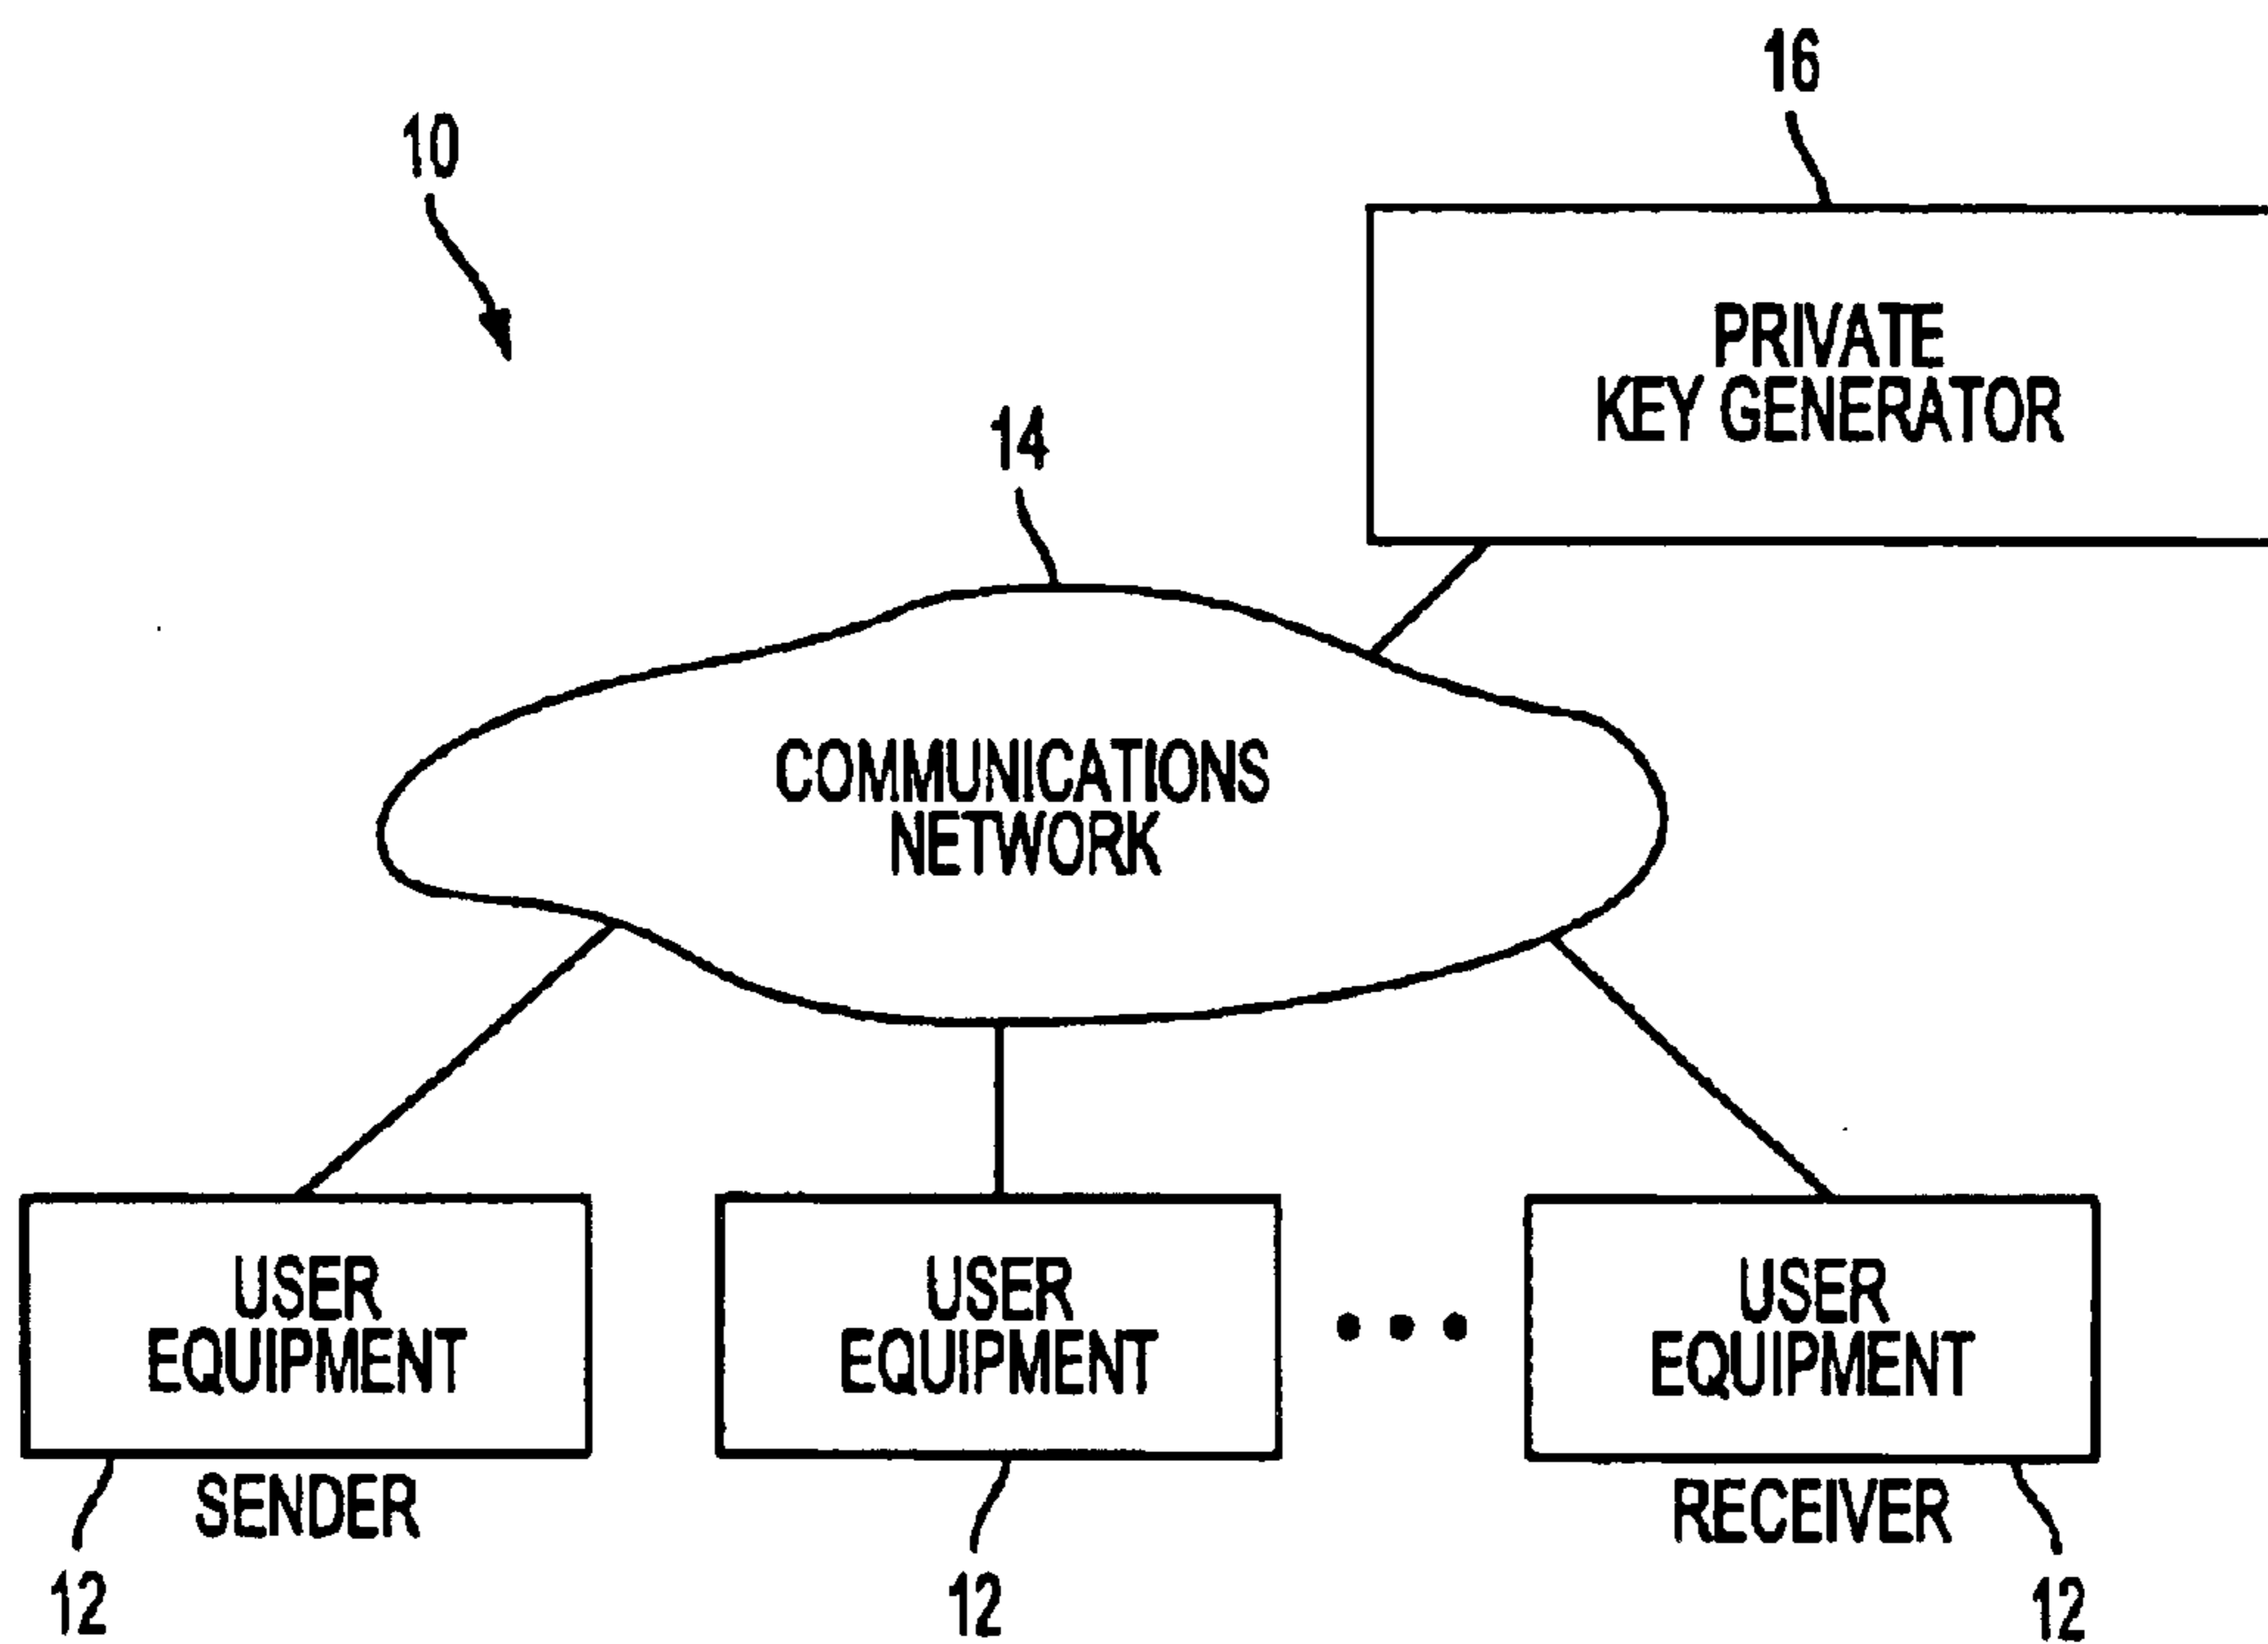 16
10
PRIVATE
KEY GENERATOR
14
COMMUNICATIONS
NETWORK
USER
EQUIPMENT
USER
EQUIPMENT
USER
EQUIPMENT
SENDER
RECEIVER
12
12
12